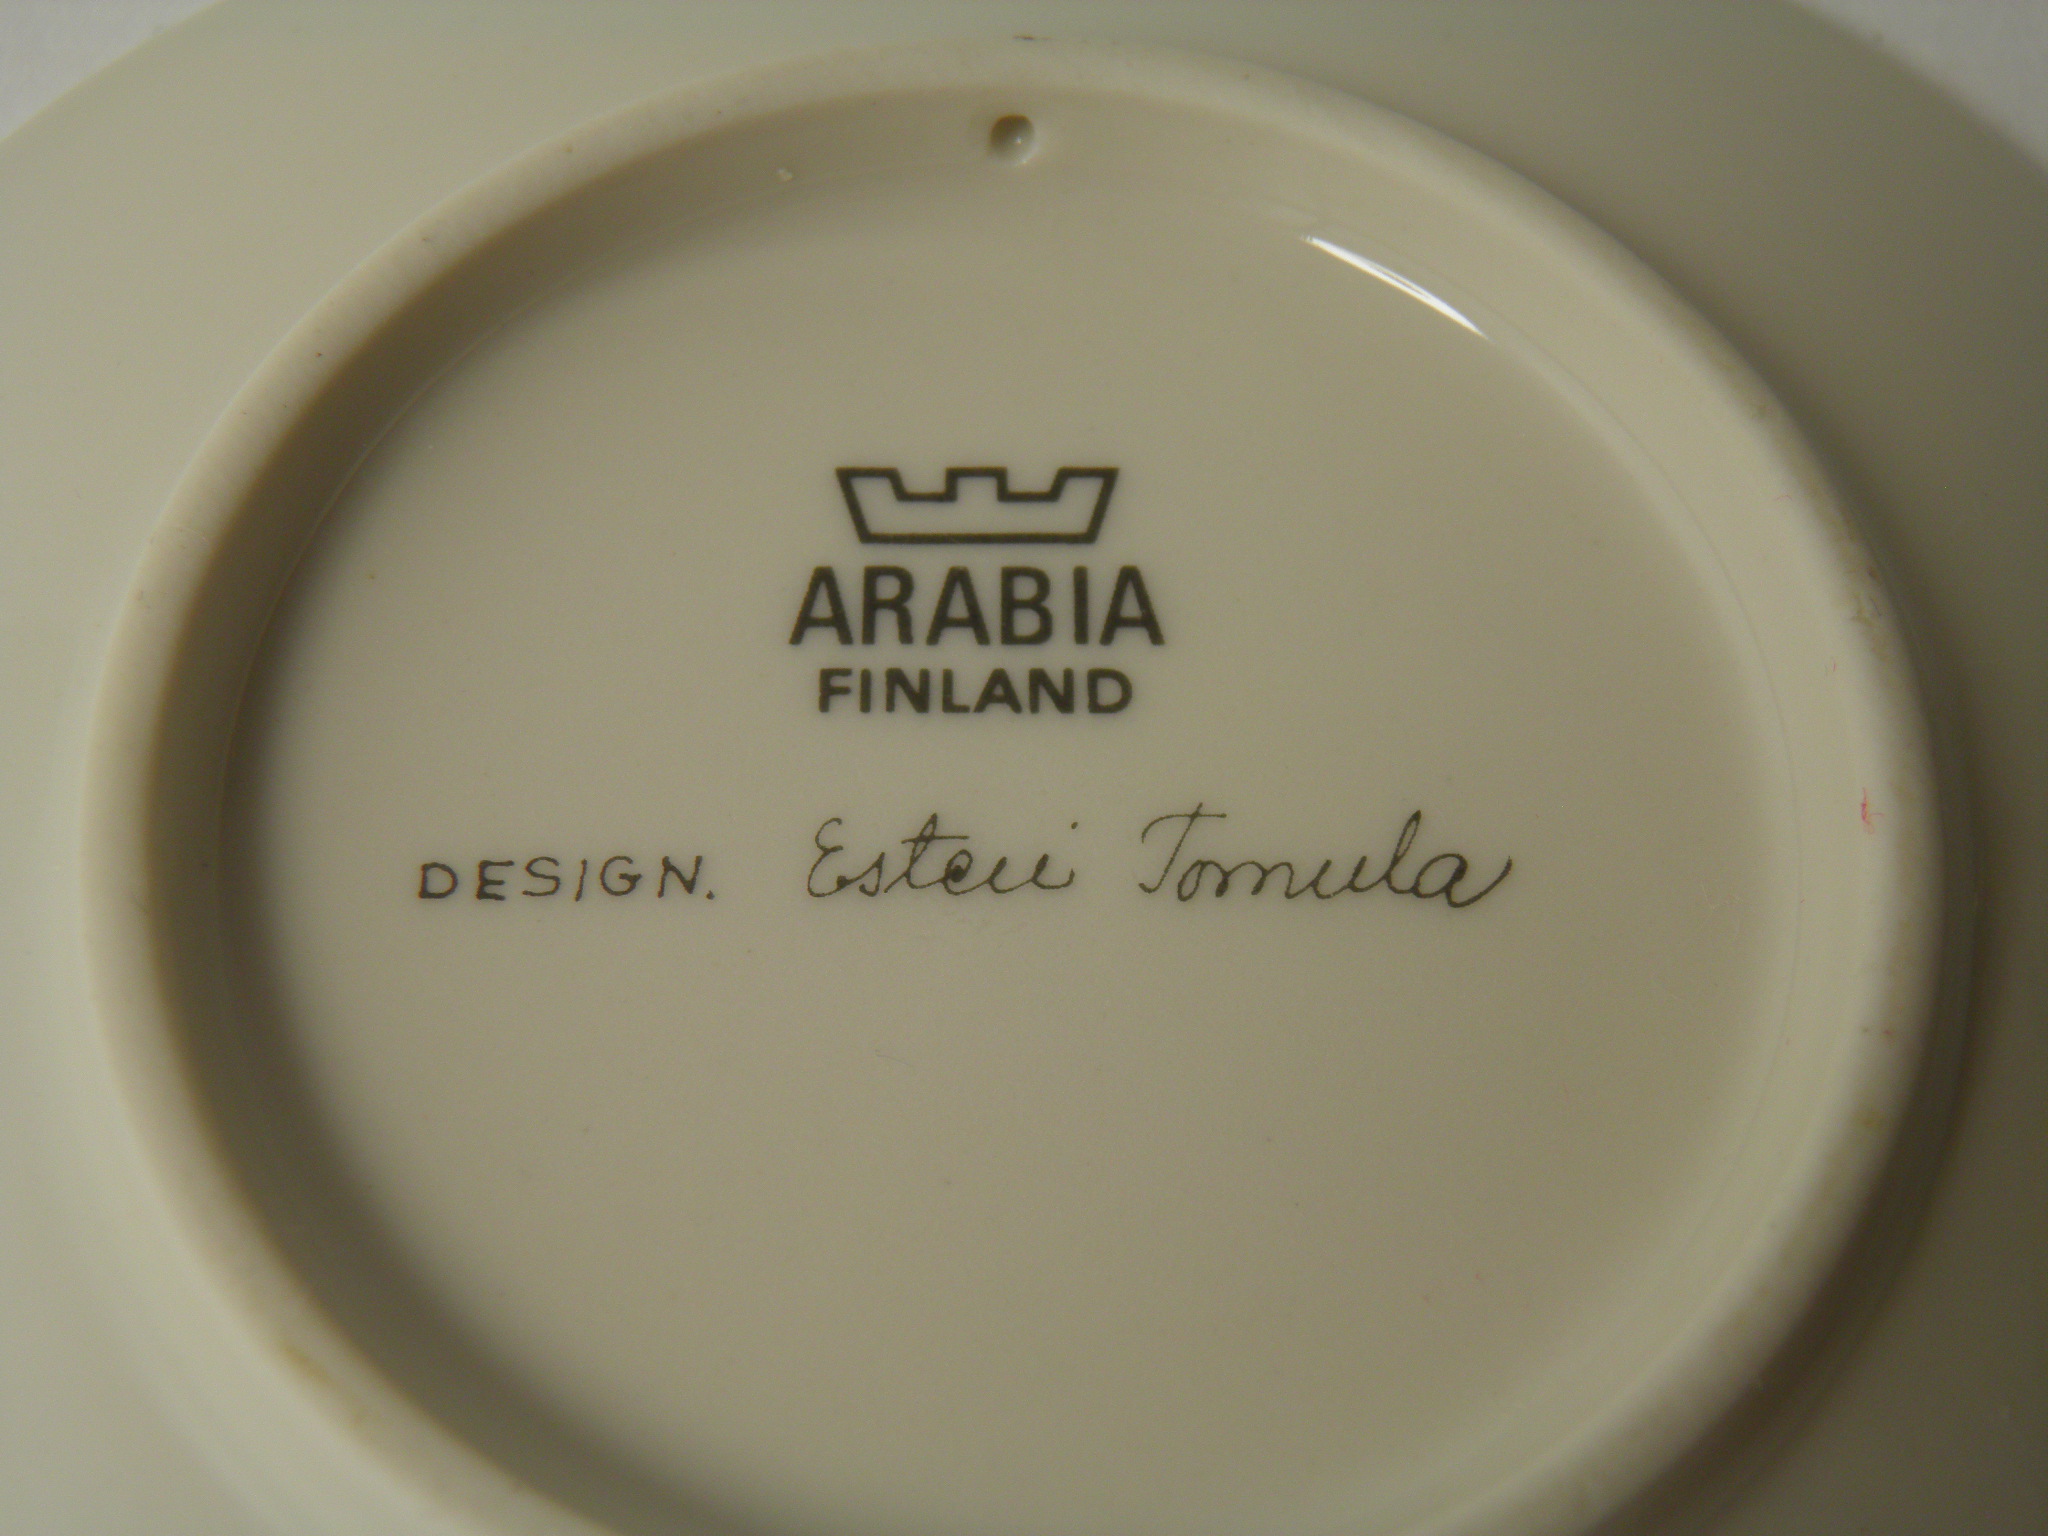 ARABIA
FINLAND
DESIGN. Esteri Tomula